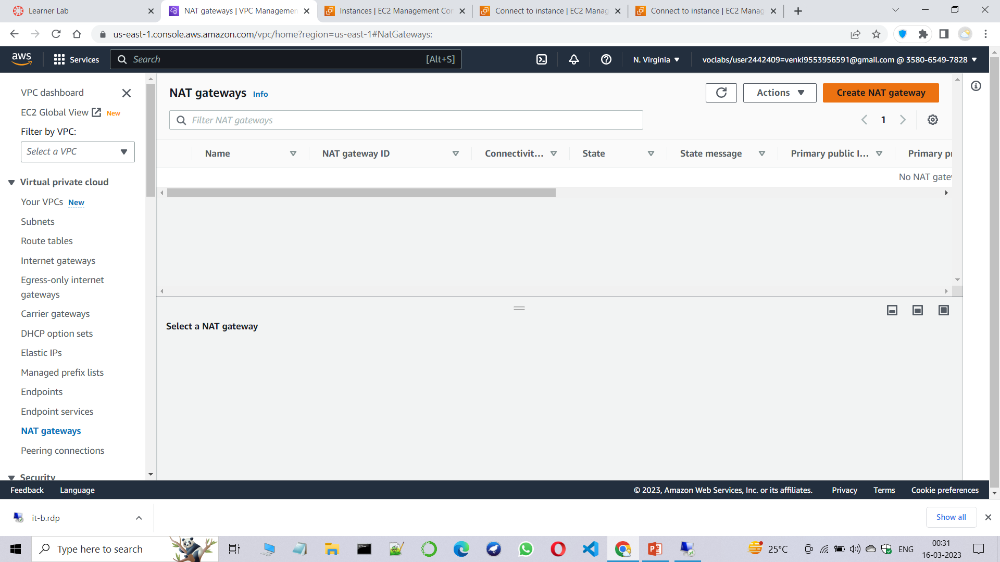 Learner Lab
NAT gateways | VPC Managemen
Instances | EC2 Management Con
Connect to instance | EC2 Manag
Connect to instance | EC2 Manag
us-east-1.console.aws.amazon.com/vpc/home?region=us-east-1#NatGateways:
aws
Services
Search
[Alt+S]
N. Virginia
voclabs/user2442409=venki9553956591@gmail.com @ 3580-6549-7828
VPC dashboard
EC2 Global View New
Filter by VPC:
Select a VPC
Virtual private cloud
Your VPCs New
Subnets
Route tables
Internet gateways
Egress-only internet
gateways
Carrier gateways
DHCP option sets
Elastic IPs
Managed prefix lists
Endpoints
Endpoint services
NAT gateways
Peering connections
Security
NAT gateways Info
Actions
Create NAT gateway
Filter NAT gateways
1
Name
NAT gateway ID
Connectivit...
State
State message
Primary public I...
Primary pr
No NAT gatew
Select a NAT gateway
Feedback
Language
© 2023, Amazon Web Services, Inc. or its affiliates.
Privacy
Terms
Cookie preferences
it-b.rdp
Show all
Type here to search
25°C
ENG
00:31
16-03-2023